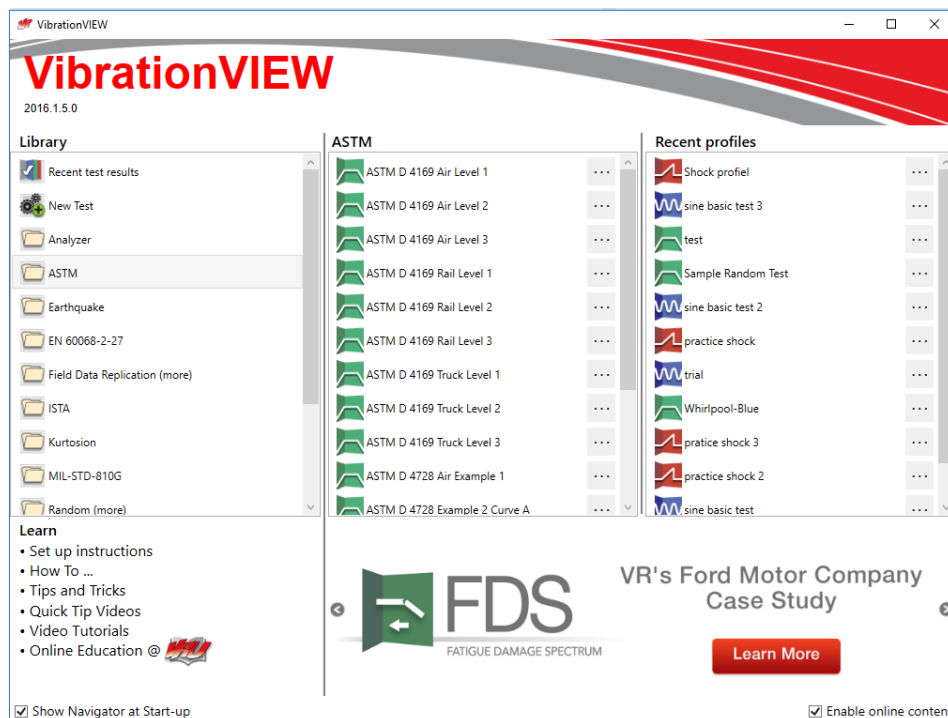 VibrationVIEW
VibrationVIEW
2016.1.5.0
Library
Recent test results
New Test
Analyzer
ASTM
Earthquake
EN 60068-2-27
Field Data Replication (more)
ISTA
Kurtosion
MIL-STD-810G
Random (more)
ASTM
ASTM D 4169 Air Level 1
ASTM D 4169 Air Level 2
ASTM D 4169 Air Level 3
ASTM D 4169 Rail Level 1
ASTM D 4169 Rail Level 2
ASTM D 4169 Rail Level 3
ASTM D 4169 Truck Level 1
ASTM D 4169 Truck Level 2
ASTM D 4169 Truck Level 3
ASTM D 4728 Air Example 1
ASTM D 4728 Example 2 Curve A
Recent profiles
Shock profiel
sine basic test 3
test
Sample Random Test
sine basic test 2
practice shock
trial
Whirlpool-Blue
pratice shock 3
practice shock 2
sine basic test
Learn
• Set up instructions
• How To ...
• Tips and Tricks
• Quick Tip Videos
• Video Tutorials
• Online Education @ VRU
FDS
FATIGUE DAMAGE SPECTRUM
VR's Ford Motor Company
Case Study
Learn More
Show Navigator at Start-up
Enable online conten